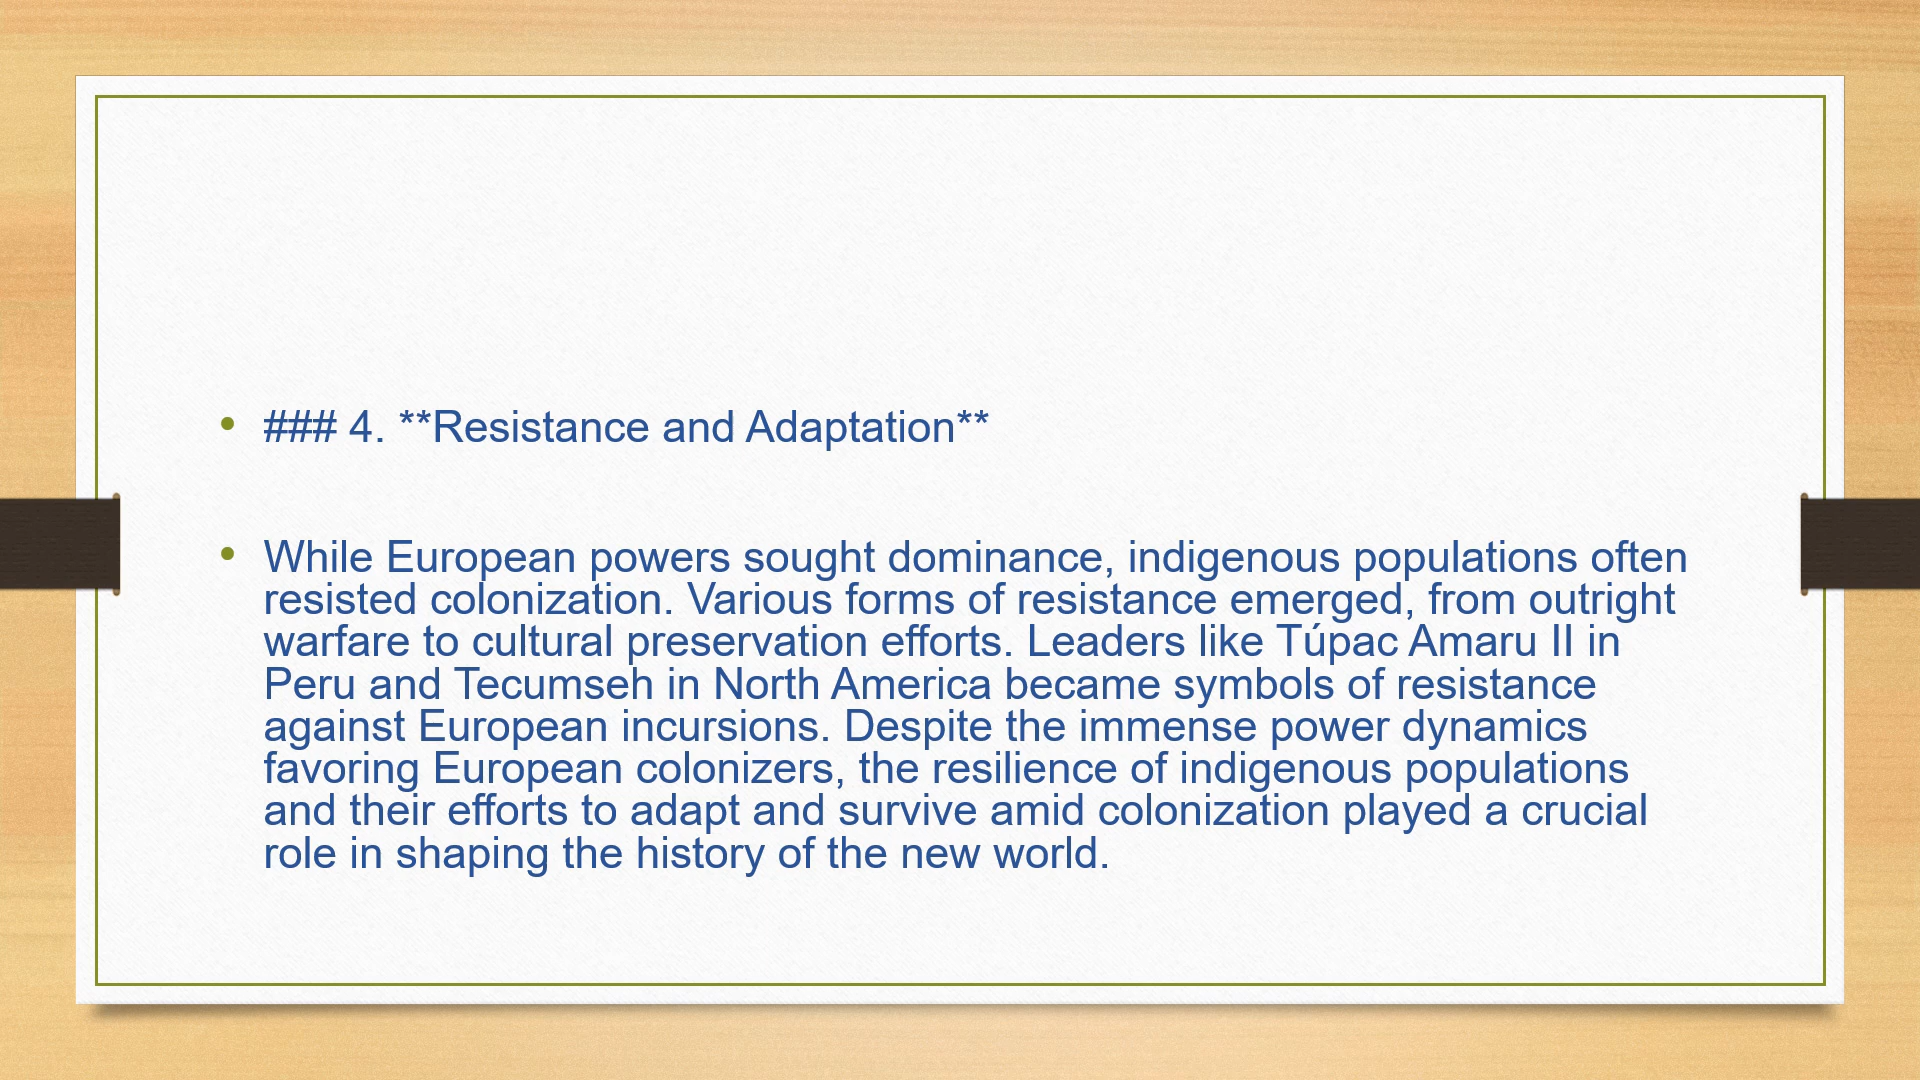 • ### 4. **Resistance and Adaptation**
• While European powers sought dominance, indigenous populations often
resisted colonization. Various forms of resistance emerged, from outright
warfare to cultural preservation efforts. Leaders like Túpac Amaru II in
Peru and Tecumseh in North America became symbols of resistance
against European incursions. Despite the immense power dynamics
favoring European colonizers, the resilience of indigenous populations
and their efforts to adapt and survive amid colonization played a crucial
role in shaping the history of the new world.